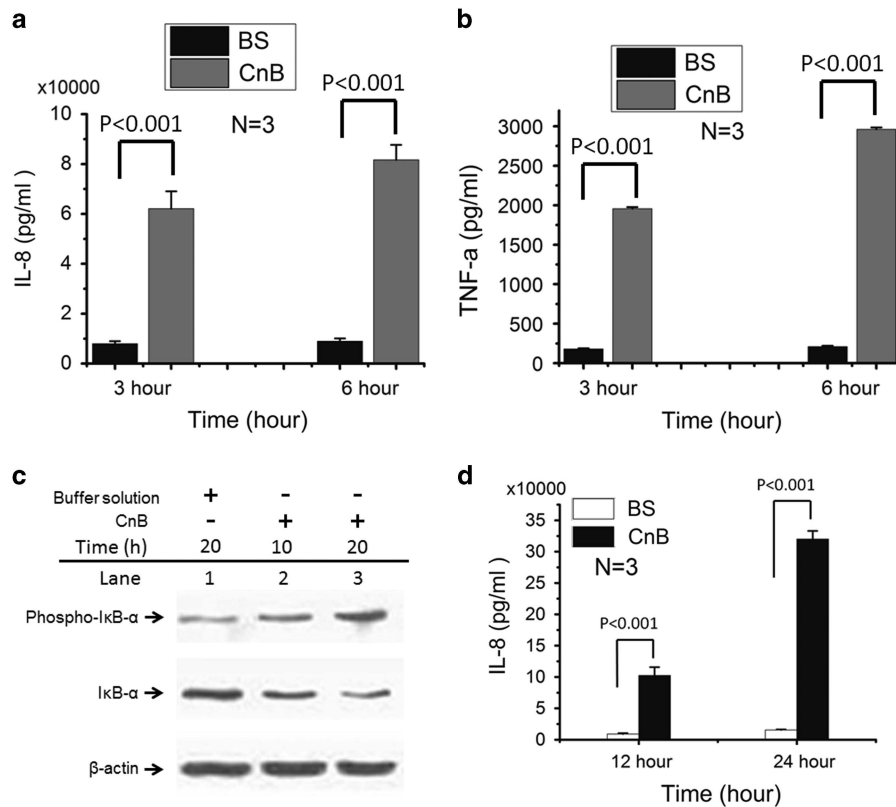 a
BS
CnB
x10000
P<0.001
P<0.001
N=3
10
8
6
4
2
0
IL-8 (pg/ml)
3 hour
6 hour
Time (hour)
b
BS
CnB
P<0.001
P<0.001
N=3
3000
2500
2000
1500
1000
500
0
TNF-a (pg/ml)
3 hour
6 hour
Time (hour)
c
Buffer solution + - -
CnB - + +
Time (h) 20 10 20
Lane 1 2 3
Phospho-IκB-α →
IκB-α →
β-actin →
d
x10000
BS
CnB
N=3
P<0.001
P<0.001
35
30
25
20
15
10
5
0
IL-8 (pg/ml)
12 hour
24 hour
Time (hour)